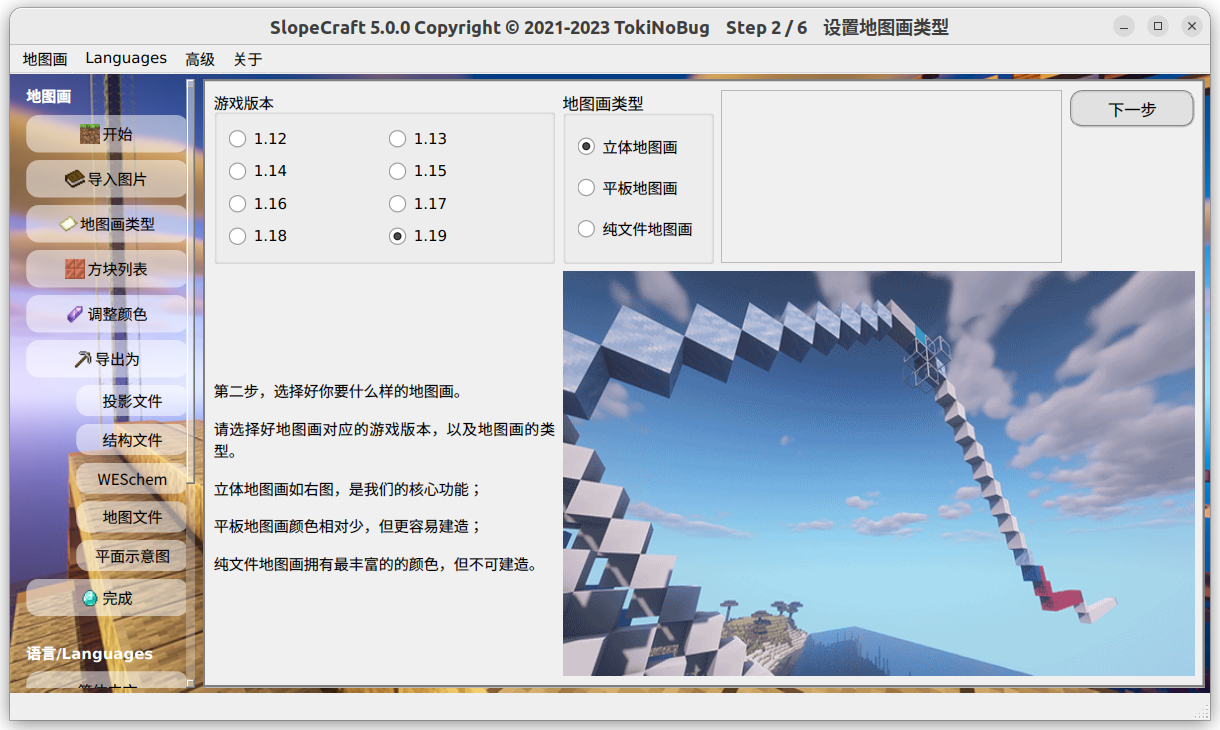 SlopeCraft 5.0.0 Copyright © 2021-2023 TokiNoBug    Step 2 / 6    设置地图画类型
地图画    Languages    高级    关于
地图画
开始
导入图片
地图画类型
方块列表
调整颜色
导出为
投影文件
结构文件
WESchem
地图文件
平面示意图
完成
语言/Languages
简体中文
游戏版本
1.12
1.13
1.14
1.15
1.16
1.17
1.18
1.19
地图画类型
立体地图画
平板地图画
纯文件地图画
下一步
第二步，选择好你要什么样的地图画。
请选择好地图画对应的游戏版本，以及地图画的类
型。
立体地图画如右图，是我们的核心功能；
平板地图画颜色相对少，但更容易建造；
纯文件地图画拥有最丰富的的颜色，但不可建造。